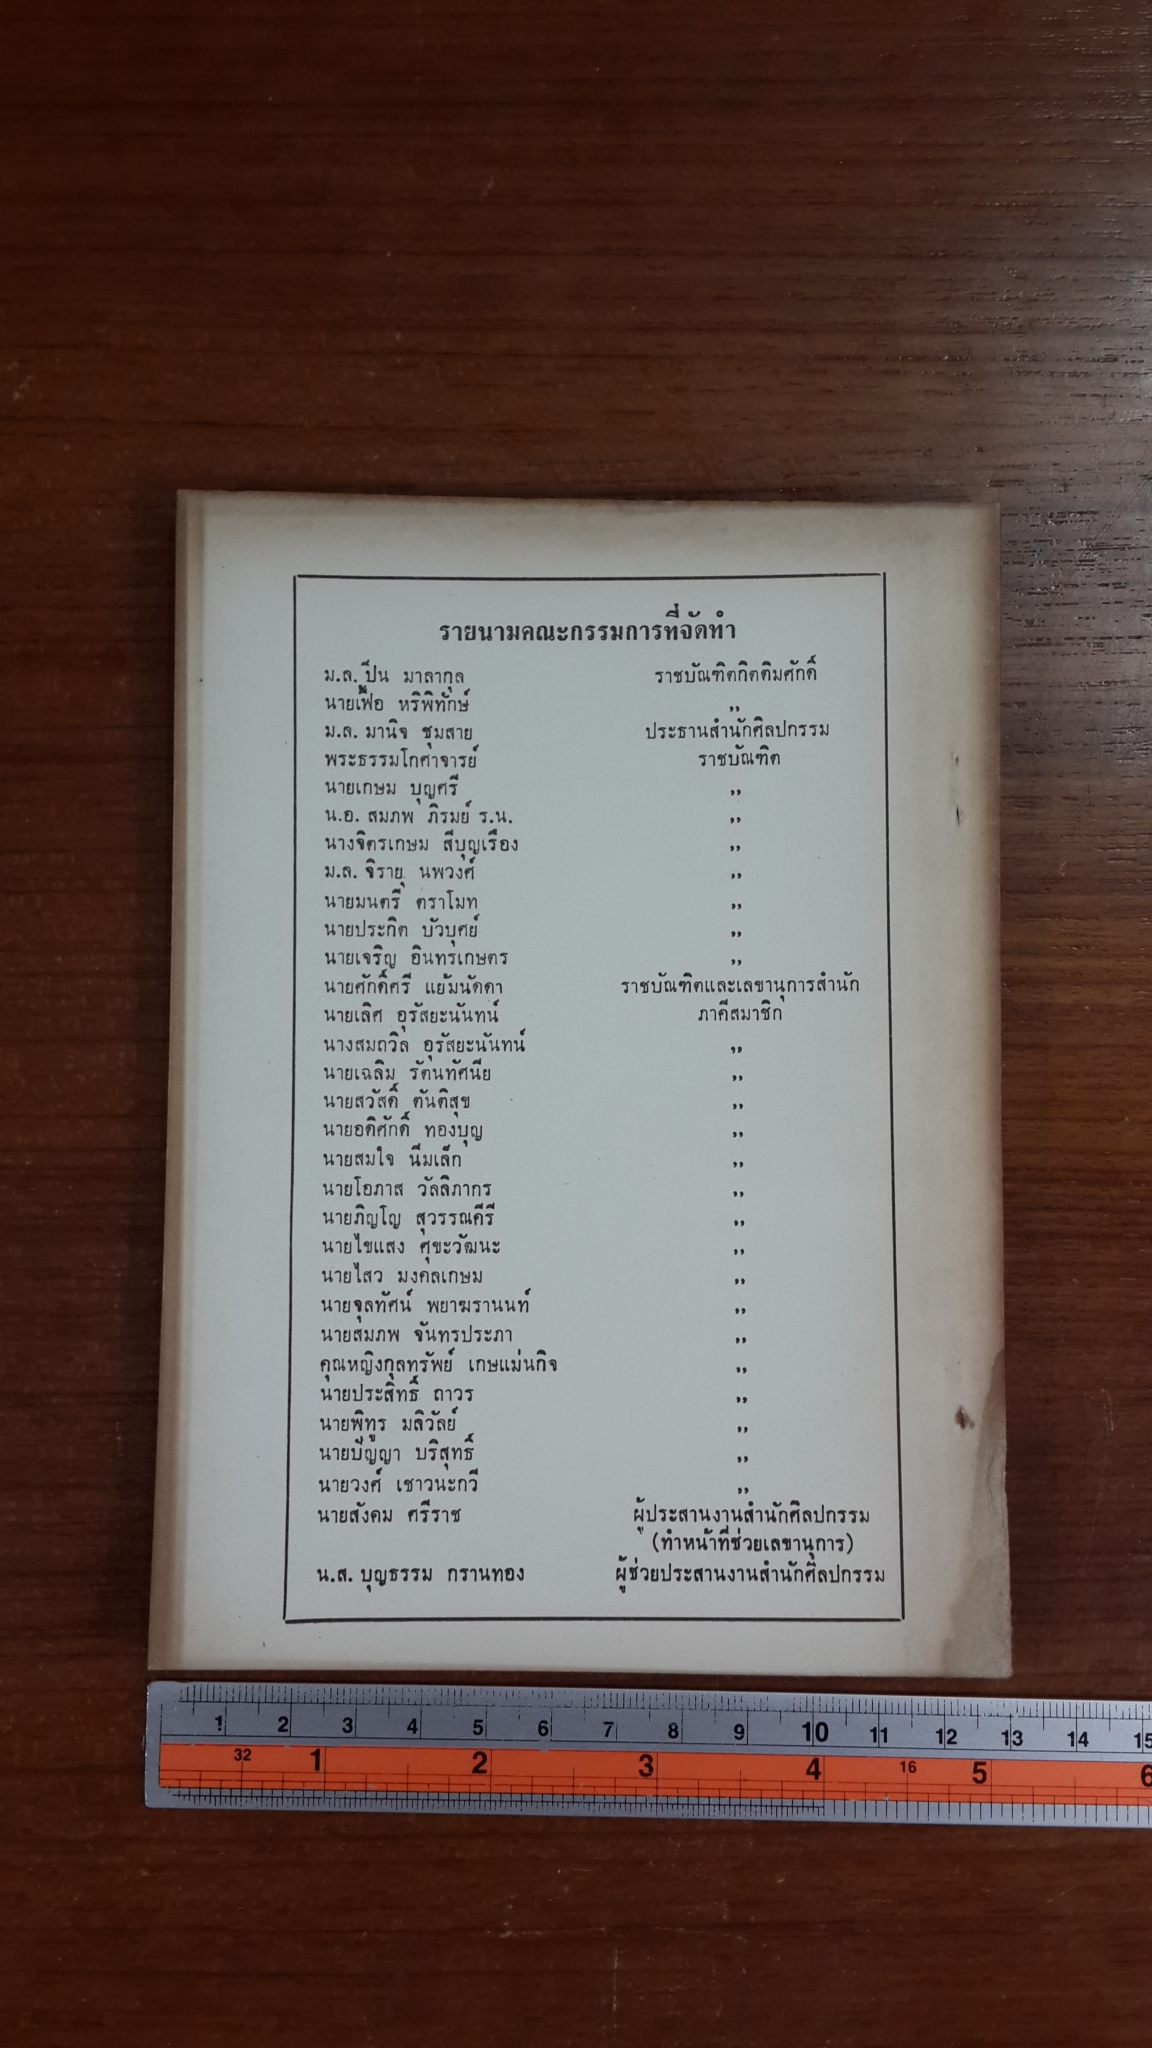 รายนามคณะกรรมการที่จัดทำ
ม.ล. ปิ่น มาลากุล ราชบัณฑิตกิตติมศักดิ์
นายเฟื้อ หริพิทักษ์ ,,
ม.ล. มานิจ ชุมสาย ประธานสำนักศิลปกรรม
พระธรรมโกศาจารย์ ราชบัณฑิต
นายเกษม บุญศรี ,,
น.อ. สมภพ ภิรมย์ ร.น. ,,
นางจิตรเกษม สีบุญเรือง ,,
ม.ล. จิรายุ นพวงศ์ ,,
นายมนตรี ตราโมท ,,
นายประกิต บัวบุศย์ ,,
นายเจริญ อินทรเกษตร ,,
นายศักดิ์ศรี แย้มนัดดา ราชบัณฑิตและเลขานุการสำนัก
นายเลิศ อุรัสยะนันทน์ ภาคีสมาชิก
นางสมถวิล อุรัสยะนันทน์ ,,
นายเฉลิม รัตนทัศนีย ,,
นายสวัสดิ์ ตันติสุข ,,
นายอดิศักดิ์ ทองบุญ ,,
นายสมใจ นิ่มเล็ก ,,
นายโอภาส วัลลิภากร ,,
นายภิญโญ สุวรรณคีรี ,,
นายไขแสง ศุขะวัฒนะ ,,
นายไสว มงคลเกษม ,,
นายจุลทัศน์ พยาฆรานนท์ ,,
นายสมภพ จันทรประภา ,,
คุณหญิงกุลทรัพย์ เกษแม่นกิจ ,,
นายประสิทธิ์ ถาวร ,,
นายพิทูร มลิวัลย์ ,,
นายปัญญา บริสุทธิ์ ,,
นายวงศ์ เชาวนะกวี ,,
นายสังคม ศรีราช ผู้ประสานงานสำนักศิลปกรรม
(ทำหน้าที่ช่วยเลขานุการ)
น.ส. บุญธรรม กรานทอง ผู้ช่วยประสานงานสำนักศิลปกรรม
1 2 3 4 5 6 7 8 9 10 11 12 13 14 15
32 1 2 3 4 16 5 6